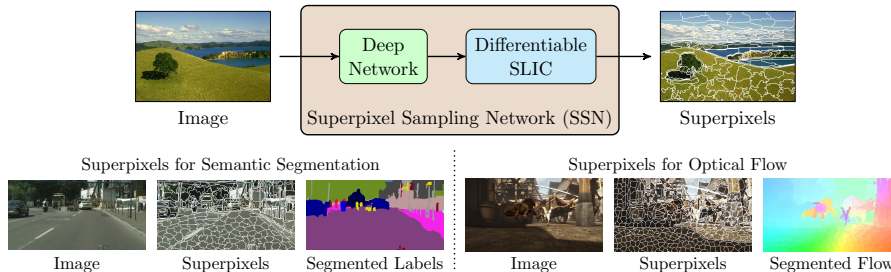 Deep
Network
Differentiable
SLIC
Image
Superpixel Sampling Network (SSN)
Superpixels
Superpixels for Semantic Segmentation
Superpixels for Optical Flow
Image
Superpixels
Segmented Labels
Image
Superpixels
Segmented Flow